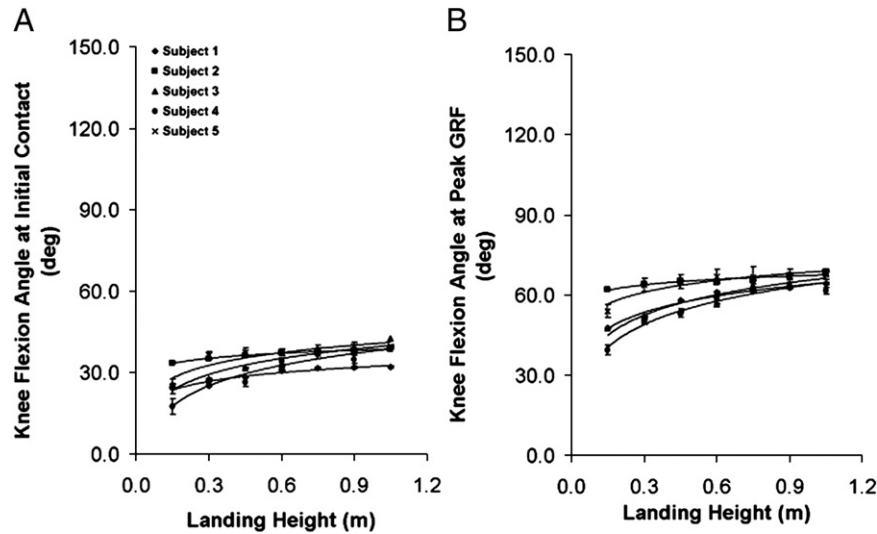 A
Knee Flexion Angle at Initial Contact
(deg)
150.0
120.0
90.0
60.0
30.0
0.0
Subject 1
Subject 2
Subject 3
Subject 4
Subject 5
0.0 0.3 0.6 0.9 1.2
Landing Height (m)
B
Knee Flexion Angle at Peak GRF
(deg)
150.0
120.0
90.0
60.0
30.0
0.0
0.0 0.3 0.6 0.9 1.2
Landing Height (m)